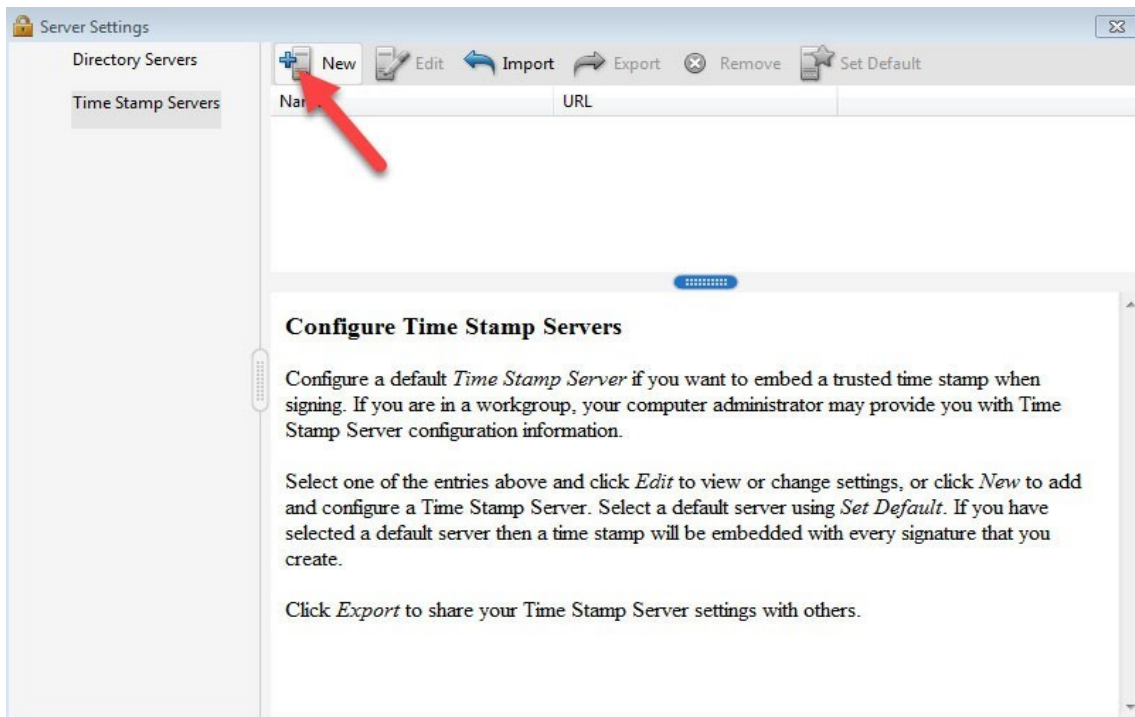 Server Settings
Directory Servers
New Edit Import Export Remove Set Default
Time Stamp Servers
URL
Configure Time Stamp Servers
Configure a default Time Stamp Server if you want to embed a trusted time stamp when
signing. If you are in a workgroup, your computer administrator may provide you with Time
Stamp Server configuration information.
Select one of the entries above and click Edit to view or change settings, or click New to add
and configure a Time Stamp Server. Select a default server using Set Default. If you have
selected a default server then a time stamp will be embedded with every signature that you
create.
Click Export to share your Time Stamp Server settings with others.